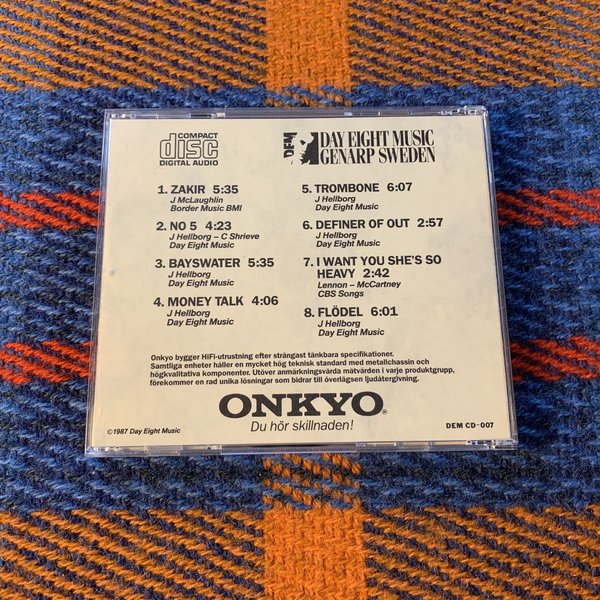 COMPACT
disc
DIGITAL AUDIO
DEM
DAY EIGHT MUSIC
GENARP SWEDEN
1. ZAKIR 5:35
J McLaughlin
Border Music BMI
2. NO 5 4:23
J Hellborg – C Shrieve
Day Eight Music
3. BAYSWATER 5:35
J Hellborg
Day Eight Music
4. MONEY TALK 4:06
J Hellborg
Day Eight Music
5. TROMBONE 6:07
J Hellborg
Day Eight Music
6. DEFINER OF OUT 2:57
J Hellborg
Day Eight Music
7. I WANT YOU SHE'S SO
HEAVY 2:42
Lennon – McCartney
CBS Songs
8. FLÖDEL 6:01
J Hellborg
Day Eight Music
Onkyo bygger HiFi-utrustning efter strängast tänkbara specifikationer.
Samtliga enheter håller en mycket hög teknisk standard med metallchassin och
högkvalitativa komponenter. Utöver anmärkningsvärda mätvärden i varje produktgrupp,
förekommer en rad unika lösningar som bidrar till överlägsen ljudåtergivning.
ONKYO®
Du hör skillnaden!
©1987 Day Eight Music
DEM CD-007